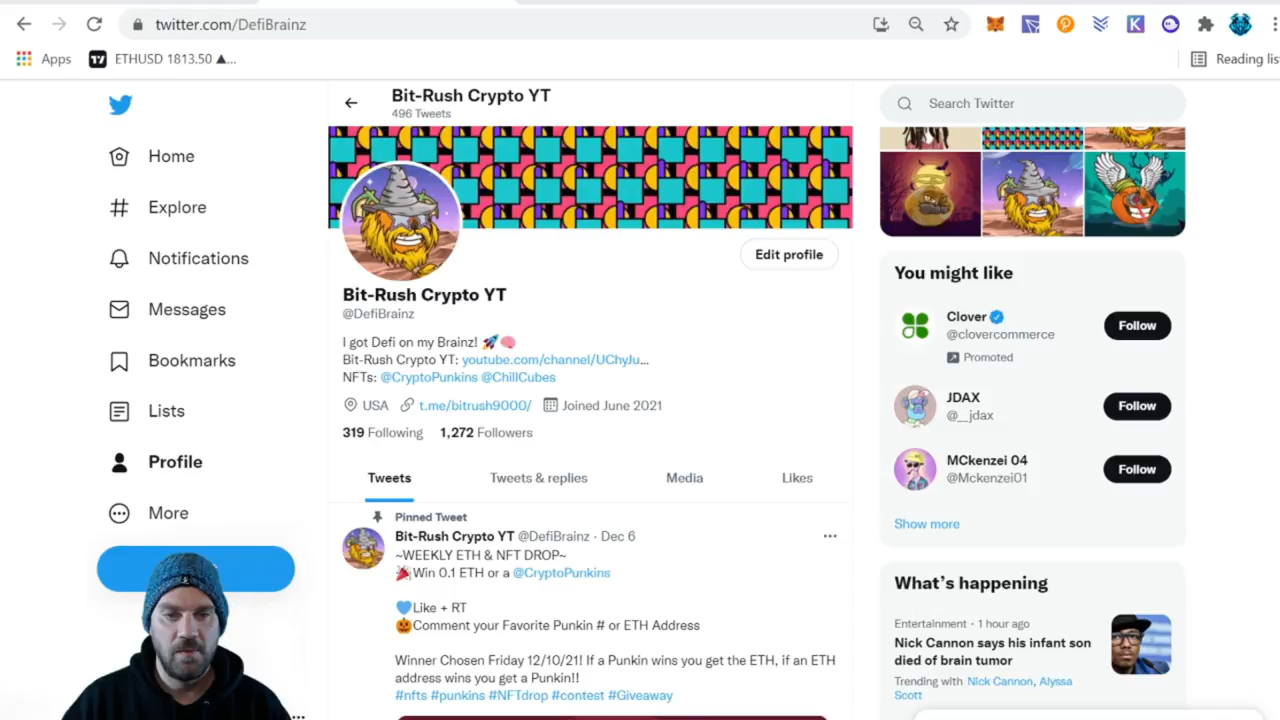 twitter.com/DefiBrainz
Apps
ETHUSD 1813.50 ▲...
Reading lis
Bit-Rush Crypto YT
496 Tweets
Search Twitter
Home
Explore
Notifications
Messages
Bookmarks
Lists
Profile
More
Edit profile
Bit-Rush Crypto YT
@DefiBrainz
I got Defi on my Brainz! 🚀🧠
Bit-Rush Crypto YT: youtube.com/channel/UChyJu...
NFTs: @CryptoPunkins @ChillCubes
USA t.me/bitrush9000/ Joined June 2021
319 Following 1,272 Followers
Tweets Tweets & replies Media Likes
Pinned Tweet
Bit-Rush Crypto YT @DefiBrainz · Dec 6
~WEEKLY ETH & NFT DROP~
🎉Win 0.1 ETH or a @CryptoPunkins
💙Like + RT
🎃Comment your Favorite Punkin # or ETH Address
Winner Chosen Friday 12/10/21! If a Punkin wins you get the ETH, if an ETH
address wins you get a Punkin!!
#nfts #punkins #NFTdrop #contest #Giveaway
You might like
Clover
@clovercommerce
Promoted
Follow
JDAX
@__jdax
Follow
MCkenzei 04
@Mckenzei01
Follow
Show more
What's happening
Entertainment · 1 hour ago
Nick Cannon says his infant son
died of brain tumor
Trending with Nick Cannon, Alyssa
Scott